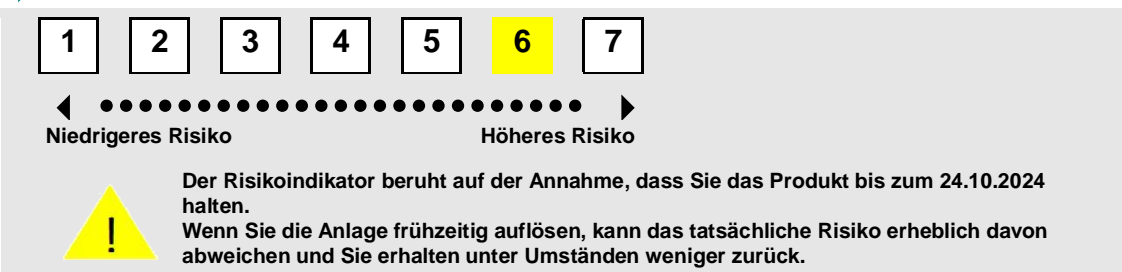 1 2 3 4 5 6 7
Niedrigeres Risiko Höheres Risiko
! Der Risikoindikator beruht auf der Annahme, dass Sie das Produkt bis zum 24.10.2024
halten.
Wenn Sie die Anlage frühzeitig auflösen, kann das tatsächliche Risiko erheblich davon
abweichen und Sie erhalten unter Umständen weniger zurück.